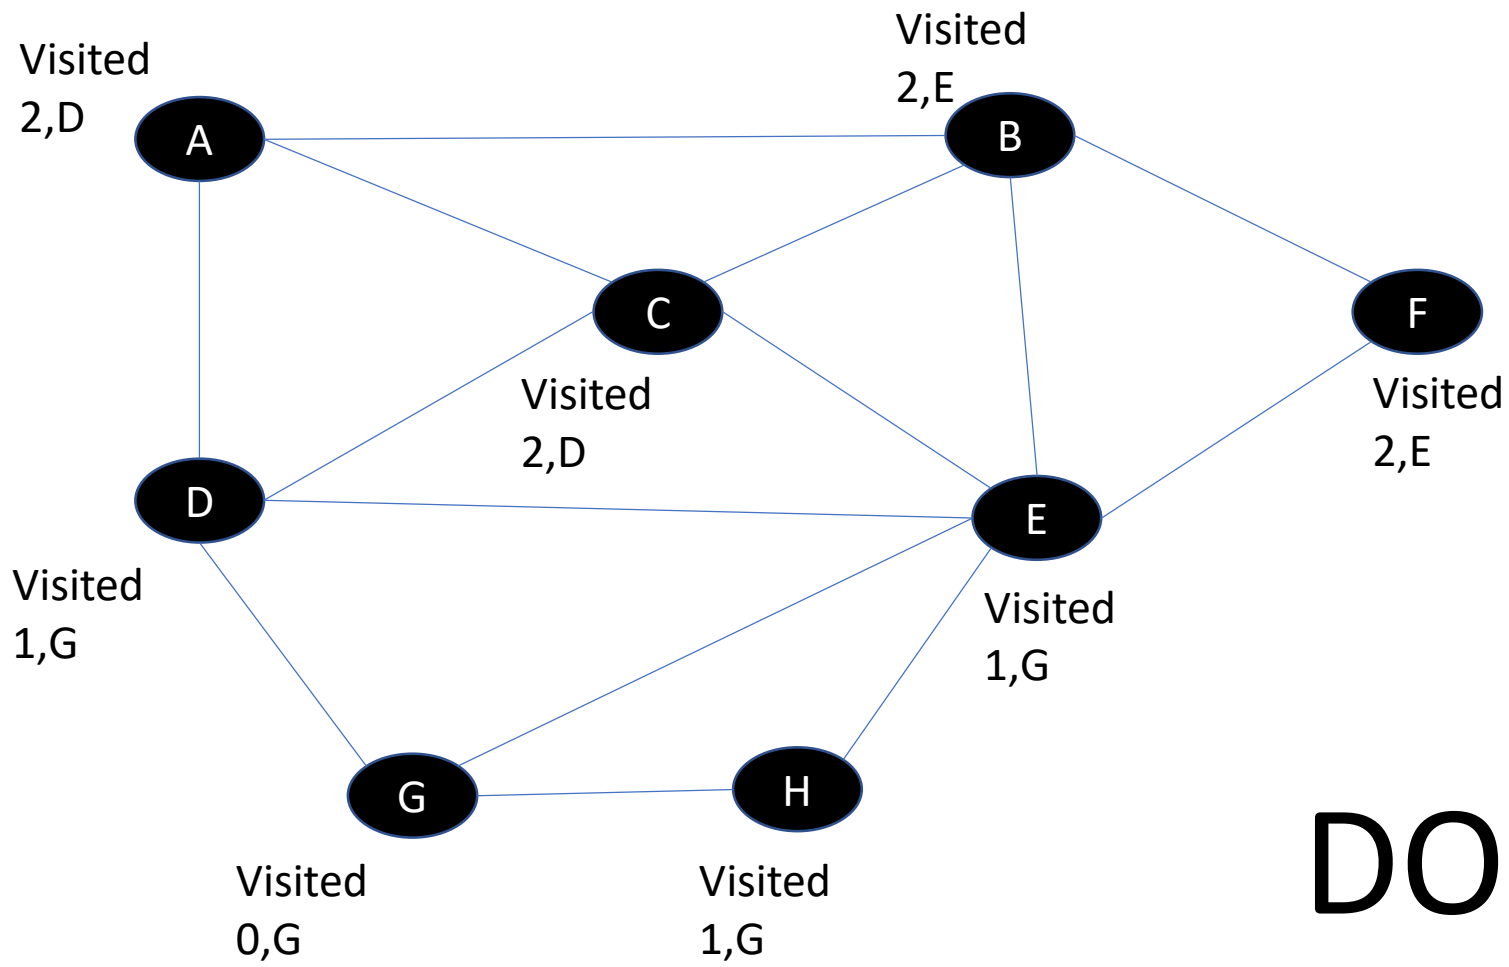 Visited
2,D
A
Visited
2,E
B
C
Visited
2,D
F
Visited
2,E
D
Visited
1,G
E
Visited
1,G
G
Visited
0,G
H
Visited
1,G
DO